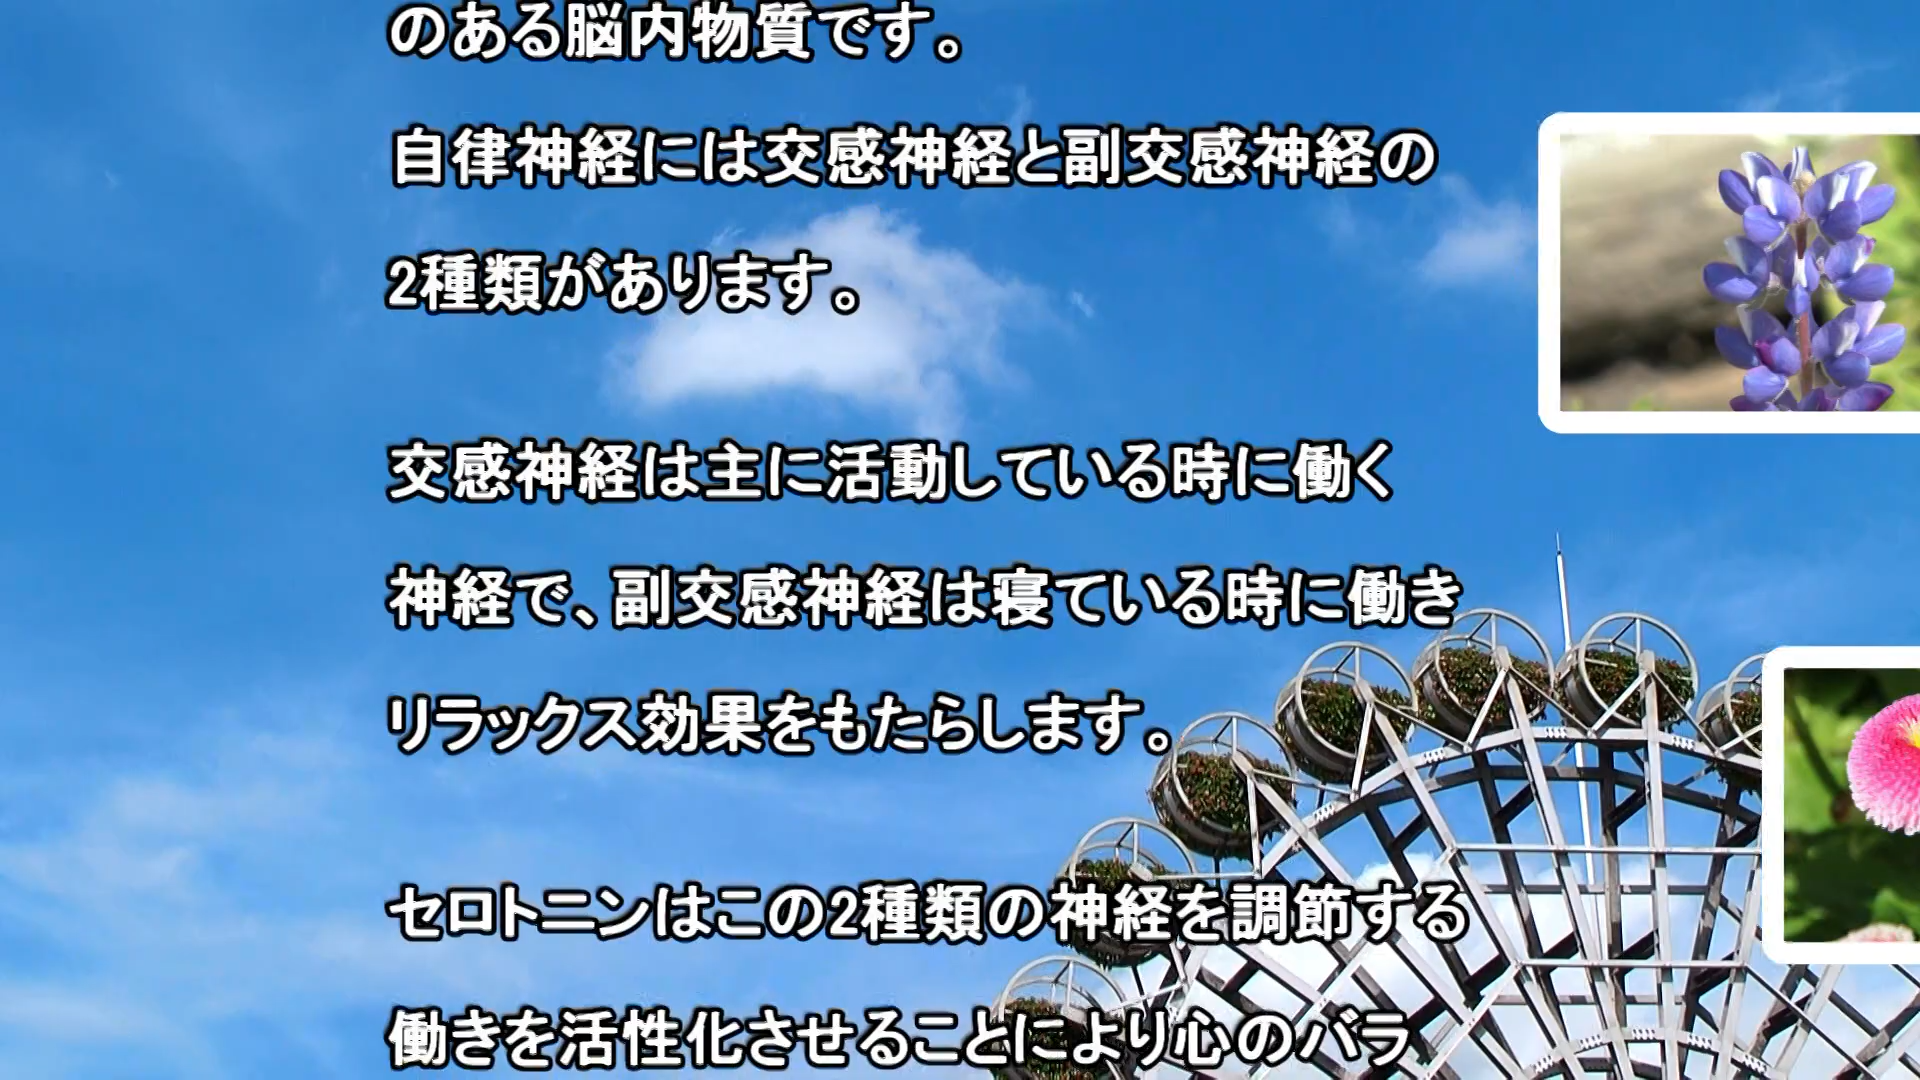 のある脳内物質です。
自律神経には交感神経と副交感神経の
2種類があります。
交感神経は主に活動している時に働く
神経で、副交感神経は寝ている時に働き
リラックス効果をもたらします。
セロトニンはこの2種類の神経を調節する
働きを活性化させることにより心のバラ